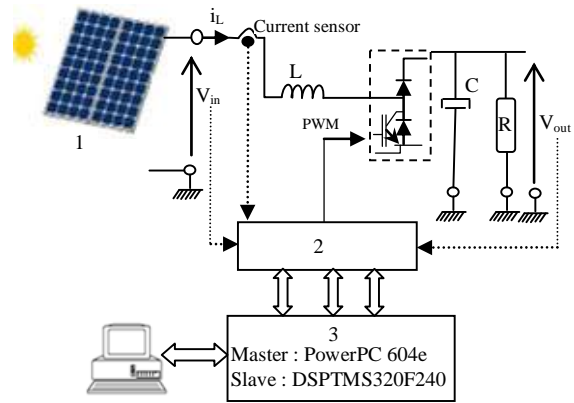 i_L
Current sensor
L
C
V_in
PWM
R
V_out
1
2
3
Master : PowerPC 604e
Slave : DSPTMS320F240